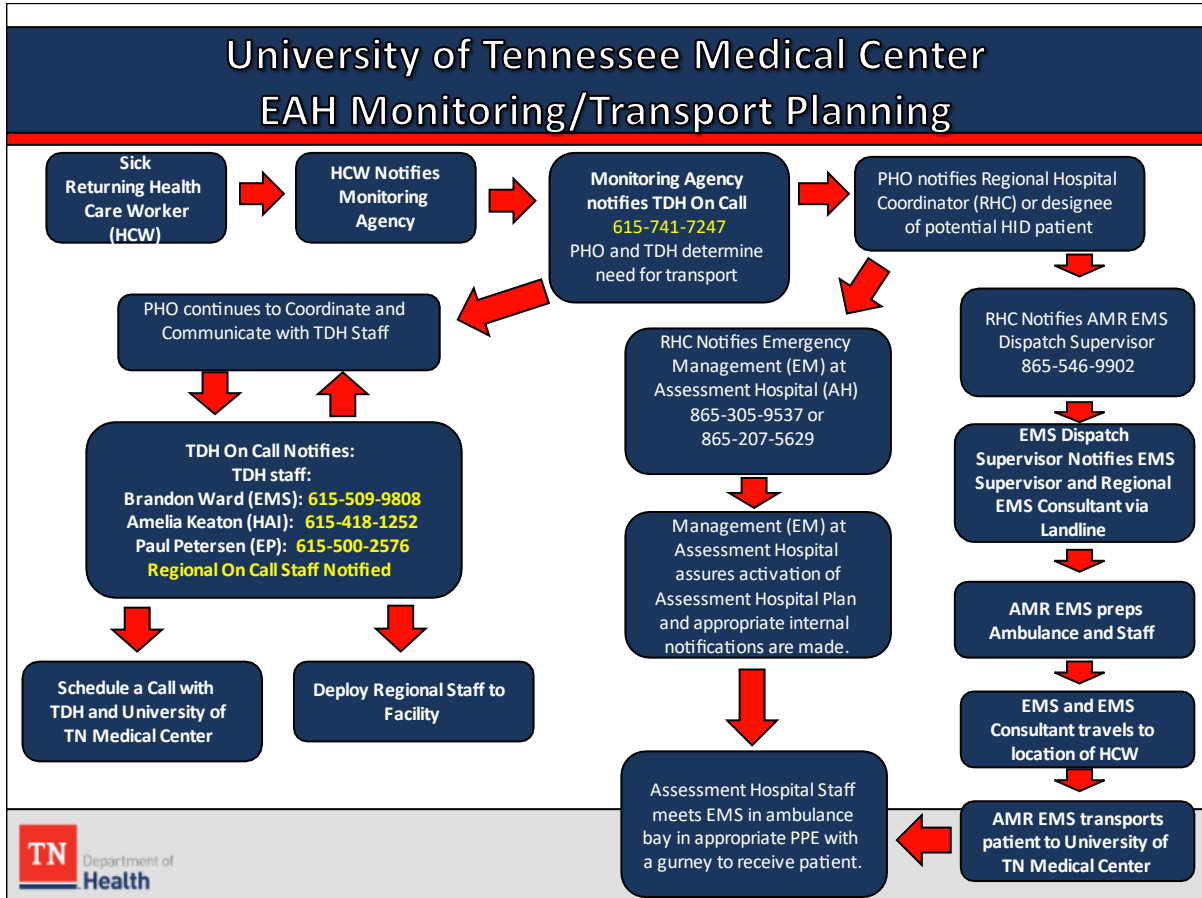 University of Tennessee Medical Center
EAH Monitoring/Transport Planning
Sick
Returning Health
Care Worker
(HCW)
HCW Notifies
Monitoring
Agency
Monitoring Agency
notifies TDH On Call
615-741-7247
PHO and TDH determine
need for transport
PHO notifies Regional Hospital
Coordinator (RHC) or designee
of potential HID patient
PHO continues to Coordinate and
Communicate with TDH Staff
RHC Notifies Emergency
Management (EM) at
Assessment Hospital (AH)
865-305-9537 or
865-207-5629
RHC Notifies AMR EMS
Dispatch Supervisor
865-546-9902
TDH On Call Notifies:
TDH staff:
Brandon Ward (EMS): 615-509-9808
Amelia Keaton (HAI): 615-418-1252
Paul Petersen (EP): 615-500-2576
Regional On Call Staff Notified
EMS Dispatch
Supervisor Notifies EMS
Supervisor and Regional
EMS Consultant via
Landline
Management (EM) at
Assessment Hospital
assures activation of
Assessment Hospital Plan
and appropriate internal
notifications are made.
AMR EMS preps
Ambulance and Staff
Schedule a Call with
TDH and University of
TN Medical Center
Deploy Regional Staff to
Facility
EMS and EMS
Consultant travels to
location of HCW
Assessment Hospital Staff
meets EMS in ambulance
bay in appropriate PPE with
a gurney to receive patient.
AMR EMS transports
patient to University of
TN Medical Center
TN
Department of
Health